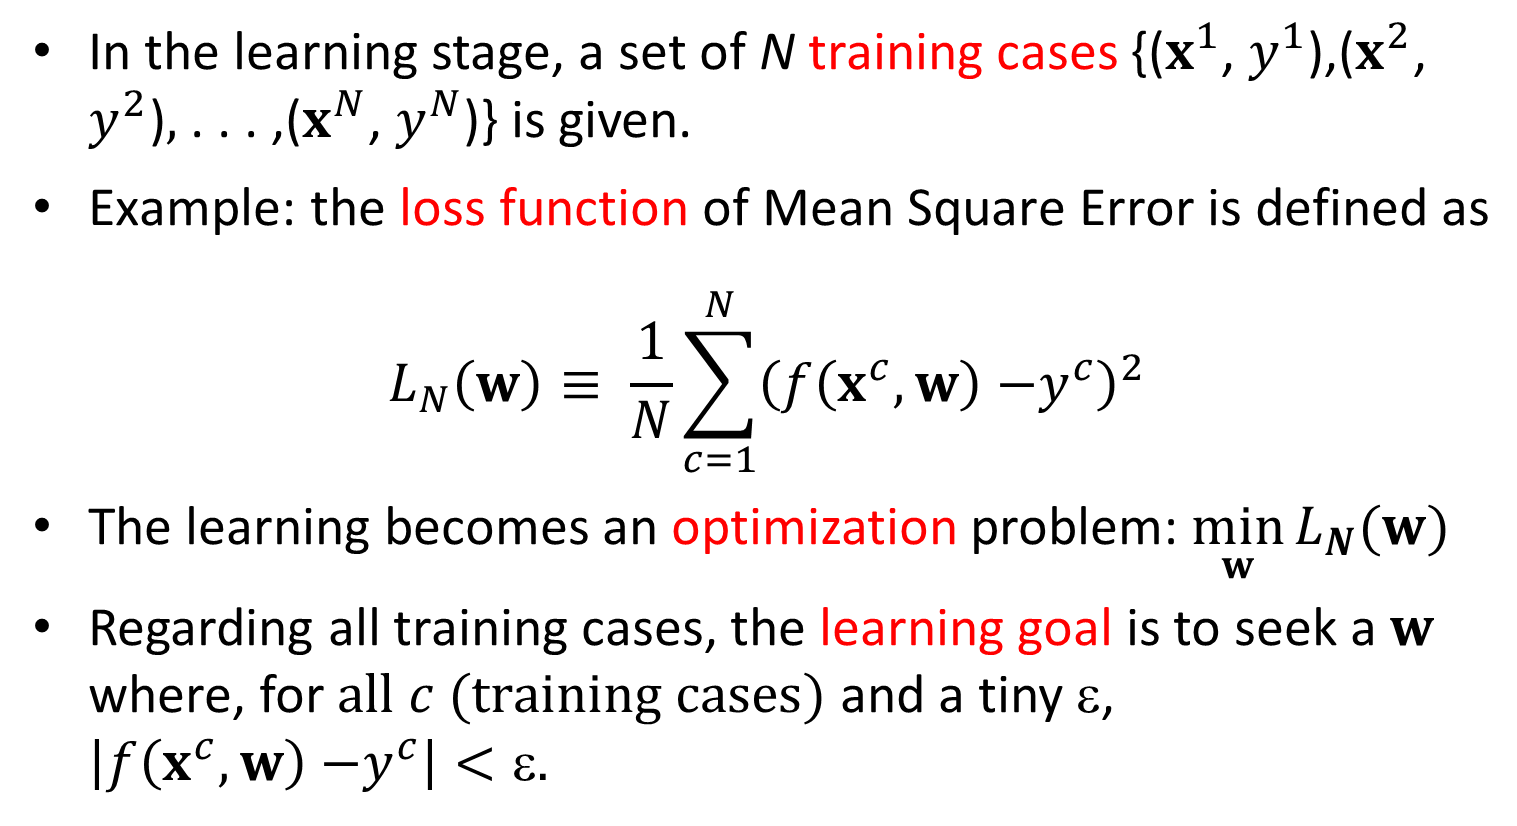 • In the learning stage, a set of N training cases {(𝐱¹, y¹),(𝐱²,
y²), . . . ,(𝐱ᴺ, yᴺ)} is given.
• Example: the loss function of Mean Square Error is defined as
L_N(𝐰) ≡ \frac{1}{N} \sum_{c=1}^{N} (f(𝐱ᶜ, 𝐰) −yᶜ)²
• The learning becomes an optimization problem: \min_{𝐰} L_N(𝐰)
• Regarding all training cases, the learning goal is to seek a 𝐰
where, for all c (training cases) and a tiny ε,
|f(𝐱ᶜ, 𝐰) −yᶜ| < ε.